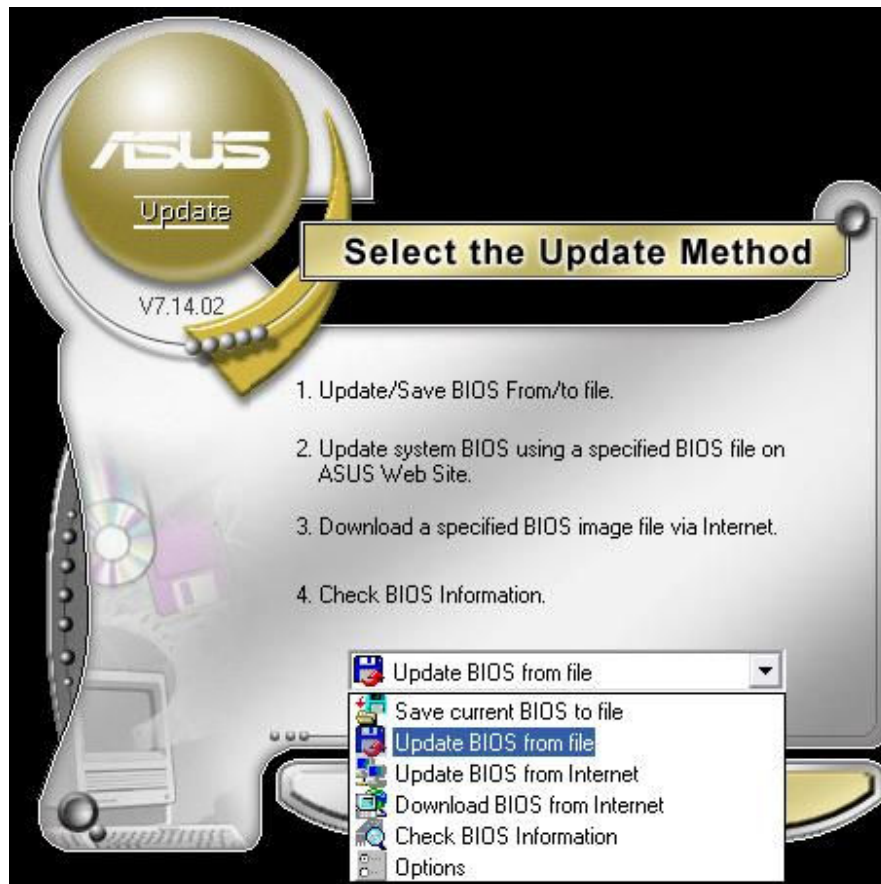 ASUS
Update
V7.14.02
Select the Update Method
1. Update/Save BIOS From/to file.
2. Update system BIOS using a specified BIOS file on
ASUS Web Site.
3. Download a specified BIOS image file via Internet.
4. Check BIOS Information.
Update BIOS from file
Save current BIOS to file
Update BIOS from file
Update BIOS from Internet
Download BIOS from Internet
Check BIOS Information
Options